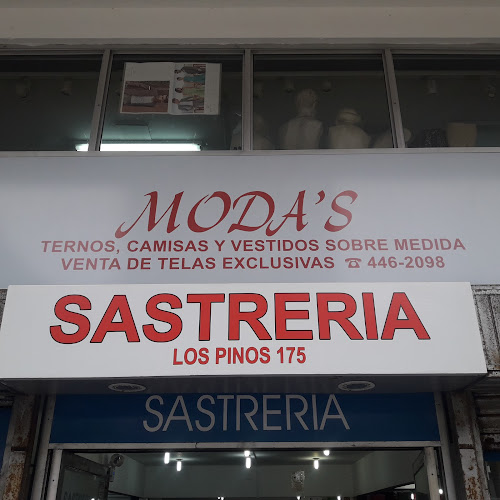 MODA'S
TERNOS, CAMISAS Y VESTIDOS SOBRE MEDIDA
VENTA DE TELAS EXCLUSIVAS ☎ 446-2098
SASTRERIA
LOS PINOS 175
SASTRERIA